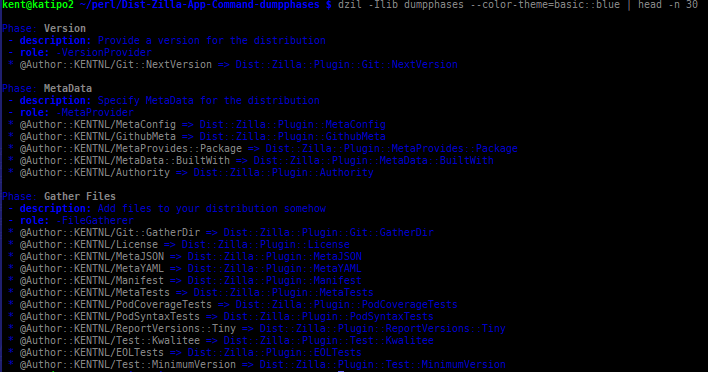 kent@katipo2 ~/perl/Dist-Zilla-App-Command-dumpphases $ dzil -Ilib dumpphases --color-theme=basic::blue | head -n 30
Phase: Version
- description: Provide a version for the distribution
- role: -VersionProvider
* @Author::KENTNL/Git::NextVersion => Dist::Zilla::Plugin::Git::NextVersion
Phase: MetaData
- description: Specify MetaData for the distribution
- role: -MetaProvider
* @Author::KENTNL/MetaConfig => Dist::Zilla::Plugin::MetaConfig
* @Author::KENTNL/GithubMeta => Dist::Zilla::Plugin::GithubMeta
* @Author::KENTNL/MetaProvides::Package => Dist::Zilla::Plugin::MetaProvides::Package
* @Author::KENTNL/MetaData::BuiltWith => Dist::Zilla::Plugin::MetaData::BuiltWith
* @Author::KENTNL/Authority => Dist::Zilla::Plugin::Authority
Phase: Gather Files
- description: Add files to your distribution somehow
- role: -FileGatherer
* @Author::KENTNL/Git::GatherDir => Dist::Zilla::Plugin::Git::GatherDir
* @Author::KENTNL/License => Dist::Zilla::Plugin::License
* @Author::KENTNL/MetaJSON => Dist::Zilla::Plugin::MetaJSON
* @Author::KENTNL/MetaYAML => Dist::Zilla::Plugin::MetaYAML
* @Author::KENTNL/Manifest => Dist::Zilla::Plugin::Manifest
* @Author::KENTNL/MetaTests => Dist::Zilla::Plugin::MetaTests
* @Author::KENTNL/PodCoverageTests => Dist::Zilla::Plugin::PodCoverageTests
* @Author::KENTNL/PodSyntaxTests => Dist::Zilla::Plugin::PodSyntaxTests
* @Author::KENTNL/ReportVersions::Tiny => Dist::Zilla::Plugin::ReportVersions::Tiny
* @Author::KENTNL/Test::Kwalitee => Dist::Zilla::Plugin::Test::Kwalitee
* @Author::KENTNL/EOLTests => Dist::Zilla::Plugin::EOLTests
* @Author::KENTNL/Test::MinimumVersion => Dist::Zilla::Plugin::Test::MinimumVersion